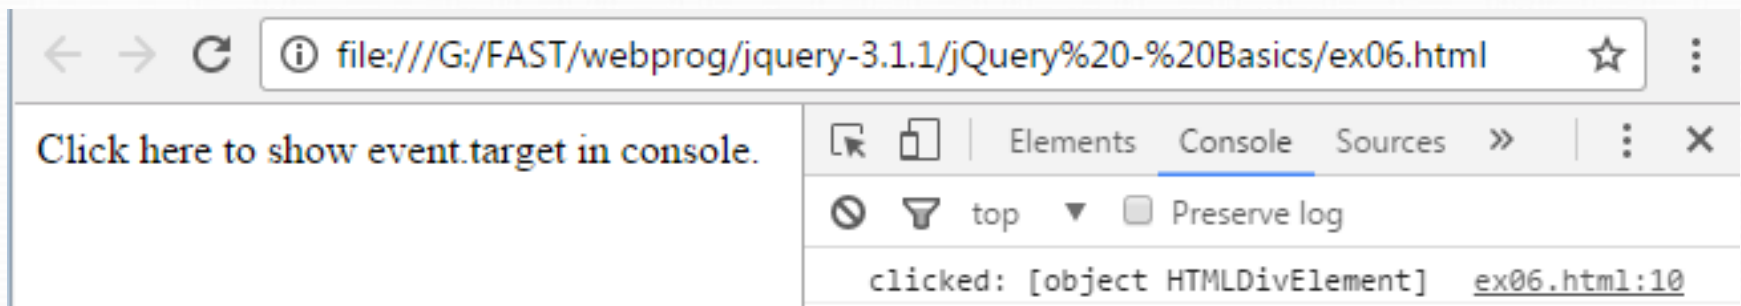 file:///G:/FAST/webprog/jquery-3.1.1/jQuery%20-%20Basics/ex06.html
Click here to show event.target in console.
Elements Console Sources »
top Preserve log
clicked: [object HTMLDivElement] ex06.html:10